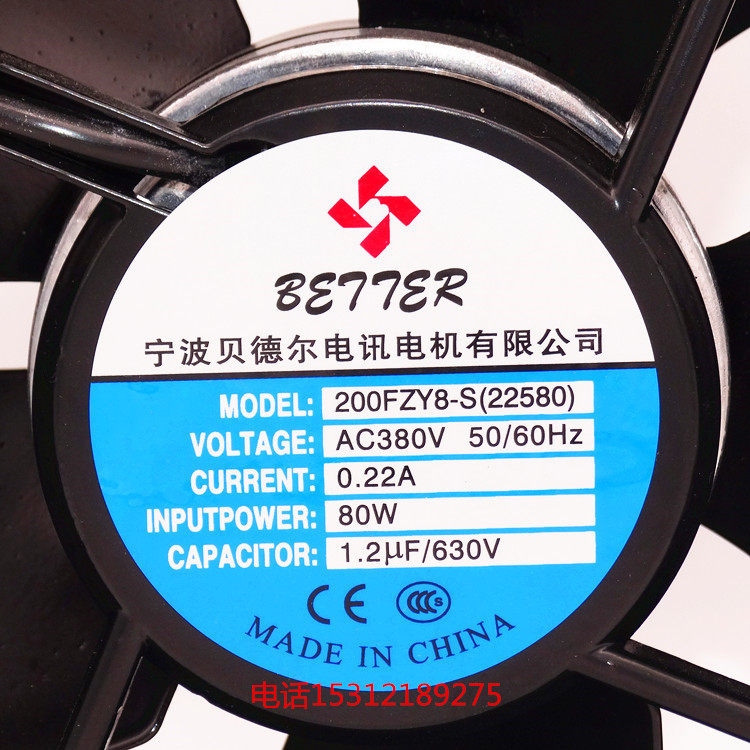 BETTER
宁波贝德尔电讯电机有限公司
MODEL: 200FZY8-S(22580)
VOLTAGE: AC380V 50/60Hz
CURRENT: 0.22A
INPUTPOWER: 80W
CAPACITOR: 1.2μF/630V
CE CCC S
MADE IN CHINA
电话15312189275